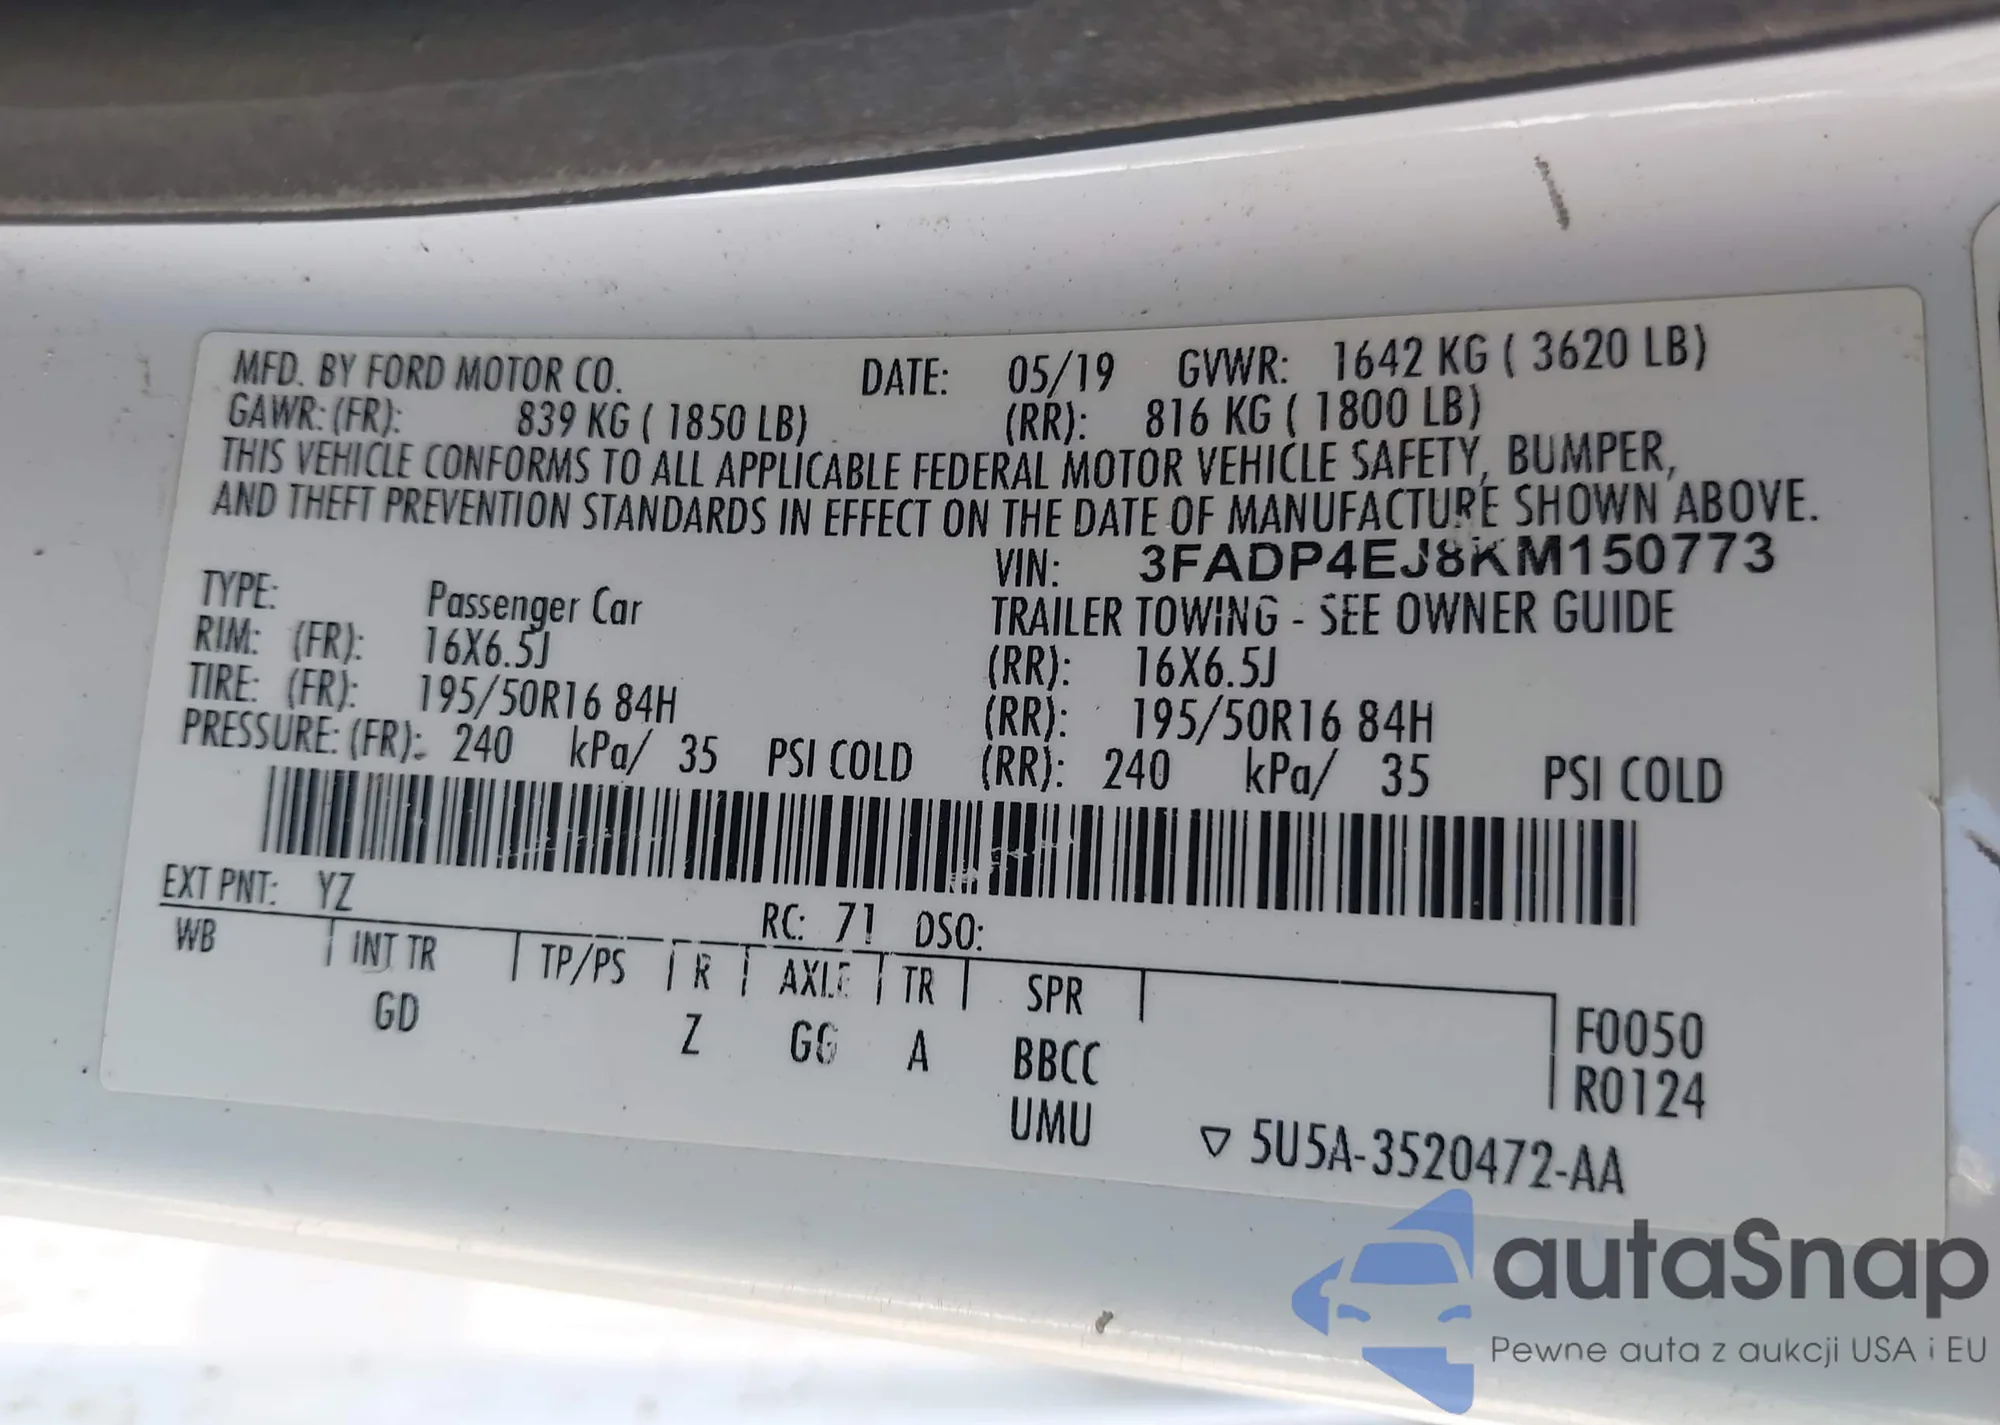 MFD. BY FORD MOTOR CO. DATE: 05/19 GVWR: 1642 KG ( 3620 LB)
GAWR: (FR): 839 KG ( 1850 LB) (RR): 816 KG ( 1800 LB)
THIS VEHICLE CONFORMS TO ALL APPLICABLE FEDERAL MOTOR VEHICLE SAFETY, BUMPER,
AND THEFT PREVENTION STANDARDS IN EFFECT ON THE DATE OF MANUFACTURE SHOWN ABOVE.
VIN: 3FADP4EJ8KM150773
TYPE: Passenger Car TRAILER TOWING - SEE OWNER GUIDE
RIM: (FR): 16X6.5J (RR): 16X6.5J
TIRE: (FR): 195/50R16 84H (RR): 195/50R16 84H
PRESSURE: (FR): 240 kPa/ 35 PSI COLD (RR): 240 kPa/ 35 PSI COLD
EXT PNT: YZ RC: 71 DSO:
WB INT TR TP/PS R AXLE TR SPR
GD Z GG A BBCC
UMU
F0050
R0124
▽ 5U5A-3520472-AA
autaSnap
Pewne auta z aukcji USA i EU